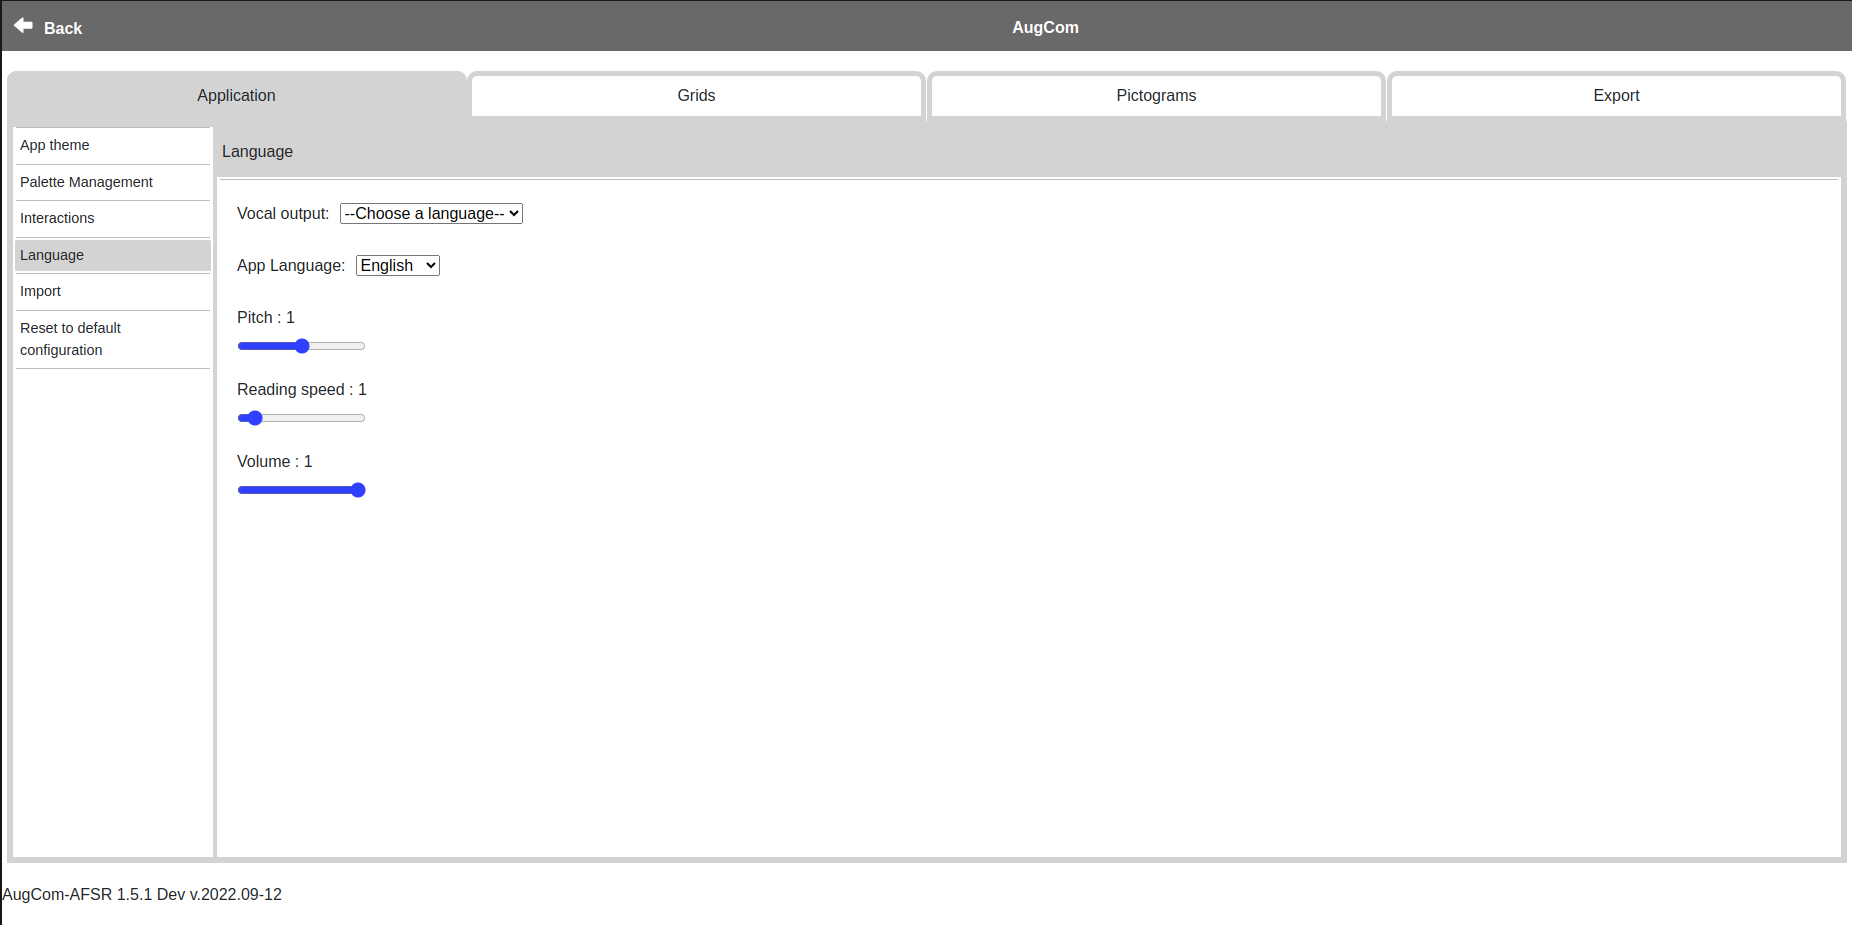 Back
AugCom
Application
Grids
Pictograms
Export
App theme
Palette Management
Interactions
Language
Import
Reset to default
configuration
Language
Vocal output: --Choose a language--
App Language: English
Pitch : 1
Reading speed : 1
Volume : 1
AugCom-AFSR 1.5.1 Dev v.2022.09-12